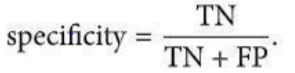 specificity = TN / (TN + FP).